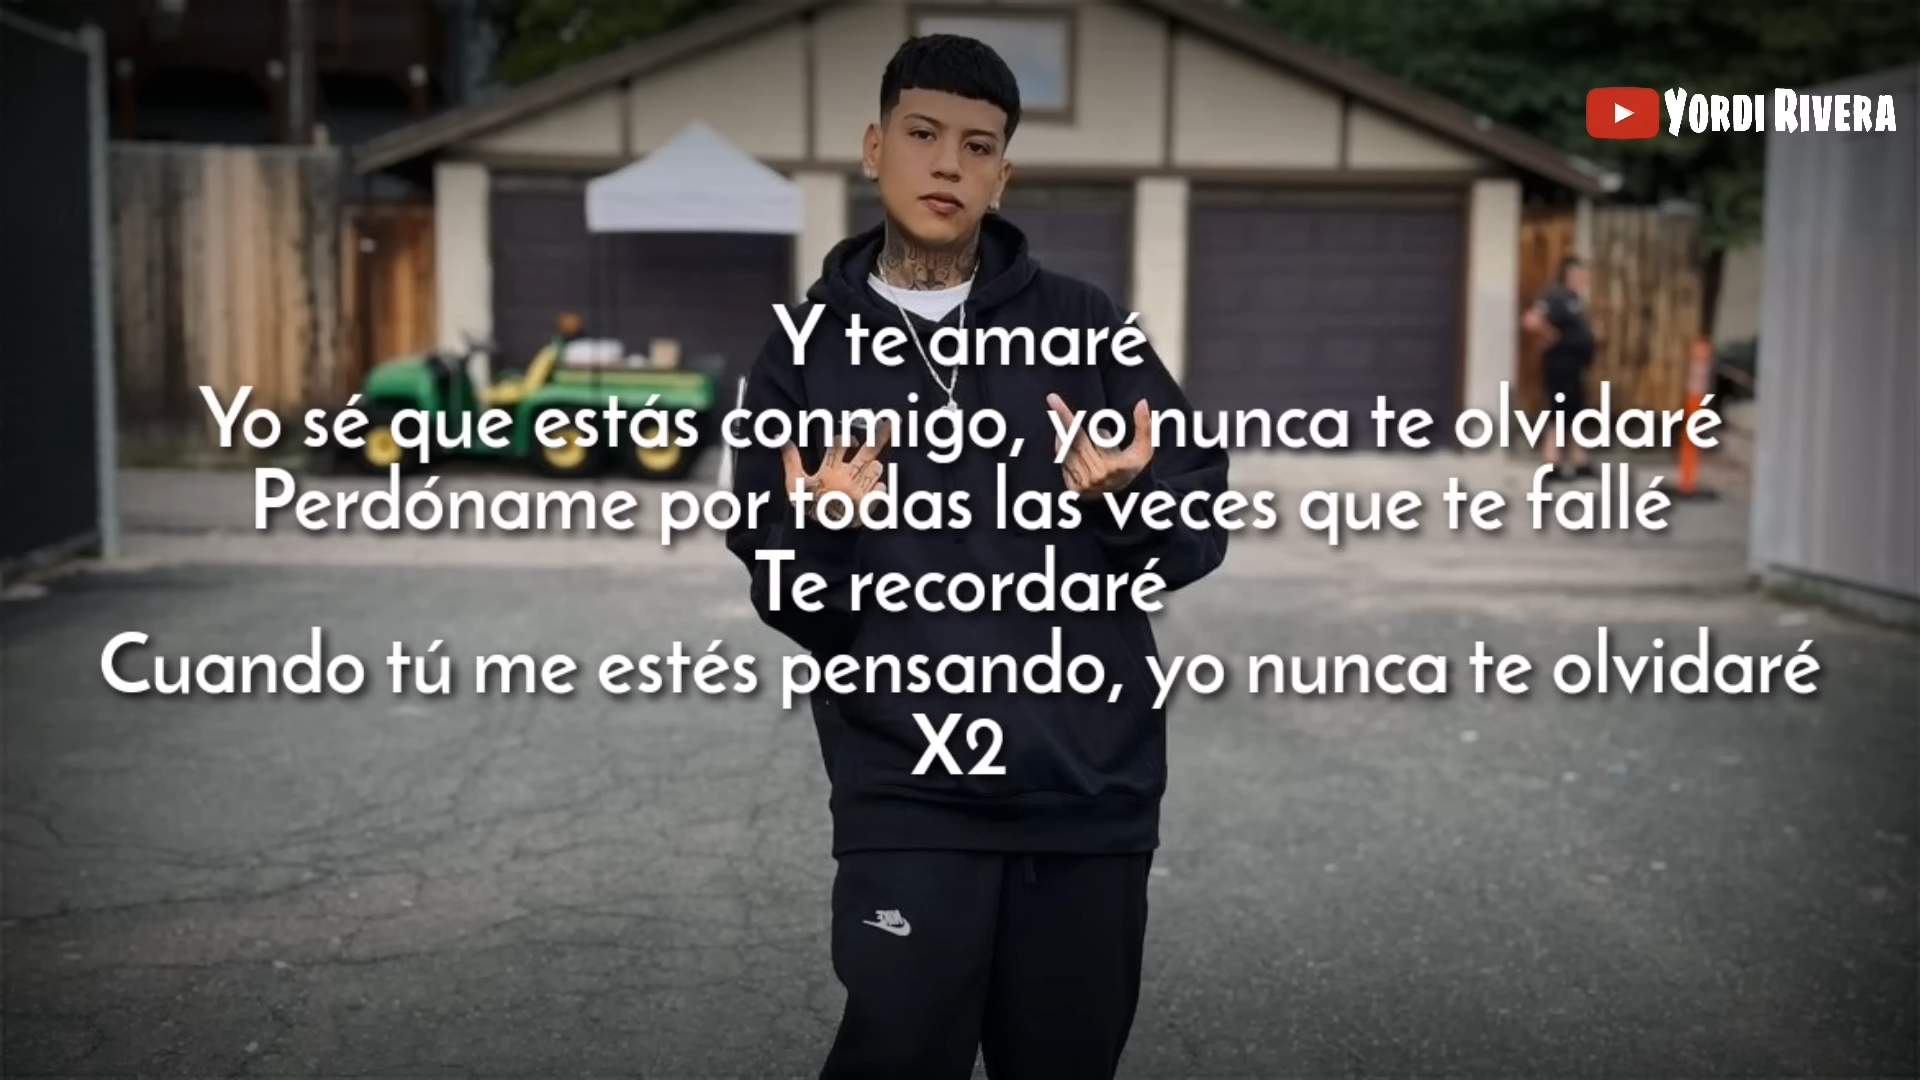 YORDI RIVERA
Y te amaré
Yo sé que estás conmigo, yo nunca te olvidaré
Perdóname por todas las veces que te fallé
Te recordaré
Cuando tú me estés pensando, yo nunca te olvidaré
X2